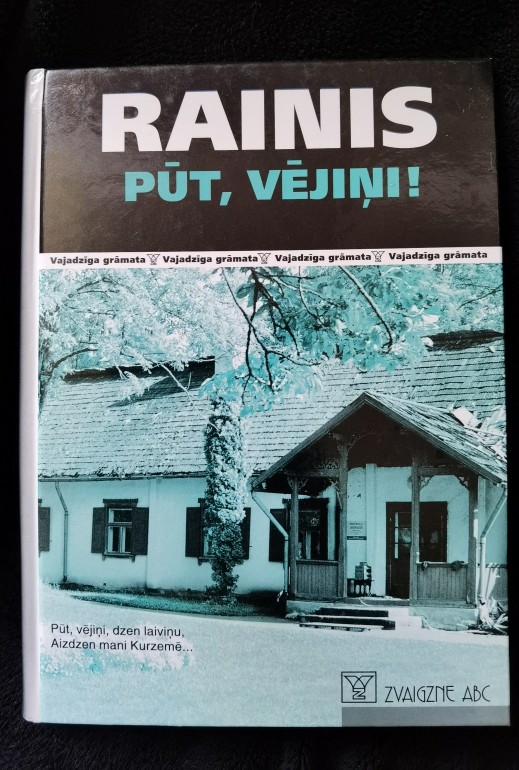 RAINIS
PŪT, VĒJIŅI!
Vajadzīga grāmata Vajadzīga grāmata Vajadzīga grāmata Vajadzīga grāmata
Pūt, vējiņi, dzen laiviņu,
Aizdzen mani Kurzemē...
ZVAIGZNE ABC